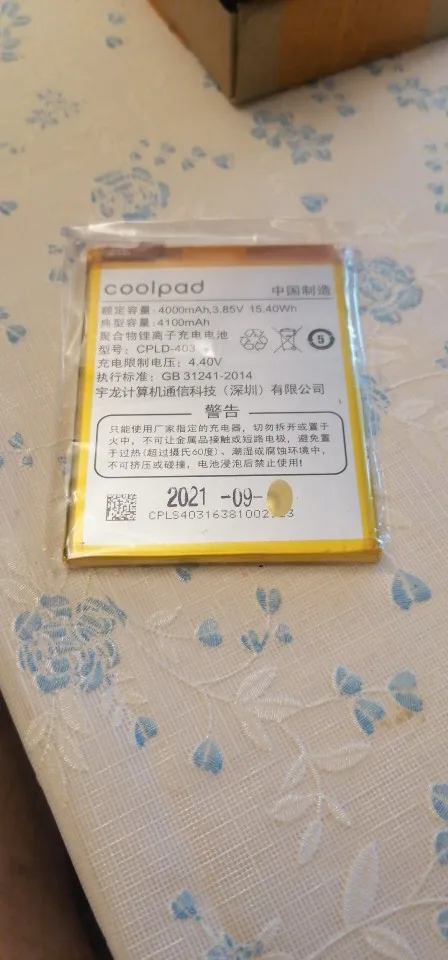 coolpad 中国制造
额定容量: 4000mAh,3.85V 15.40Wh
典型容量:4100mAh
聚合物锂离子充电电池
型号: CPLD-403
5
充电限制电压: 4.40V
执行标准: GB 31241-2014
宇龙计算机通信科技（深圳）有限公司
警告
只能使用厂家指定的充电器，切勿拆开或置于
火中，不可让金属品接触或短路电极，避免置
于过热(超过摄氏60度）、潮湿或腐蚀环境中，
不可挤压或碰撞，电池浸泡后禁止使用。
2021 -09-